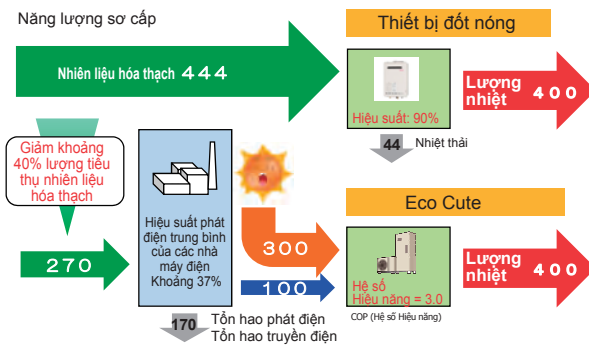 Năng lượng sơ cấp
Thiết bị đốt nóng
Nhiên liệu hóa thạch 444
Hiệu suất: 90%
Lượng
nhiệt 400
44 Nhiệt thải
Giảm khoảng
40% lượng tiêu
thụ nhiên liệu
hóa thạch
270
Hiệu suất phát
điện trung bình
của các nhà
máy điện
Khoảng 37%
170 Tổn hao phát điện
Tổn hao truyền điện
300
100
Eco Cute
Hệ số
Hiệu năng = 3.0
COP (Hệ số Hiệu năng)
Lượng
nhiệt 400